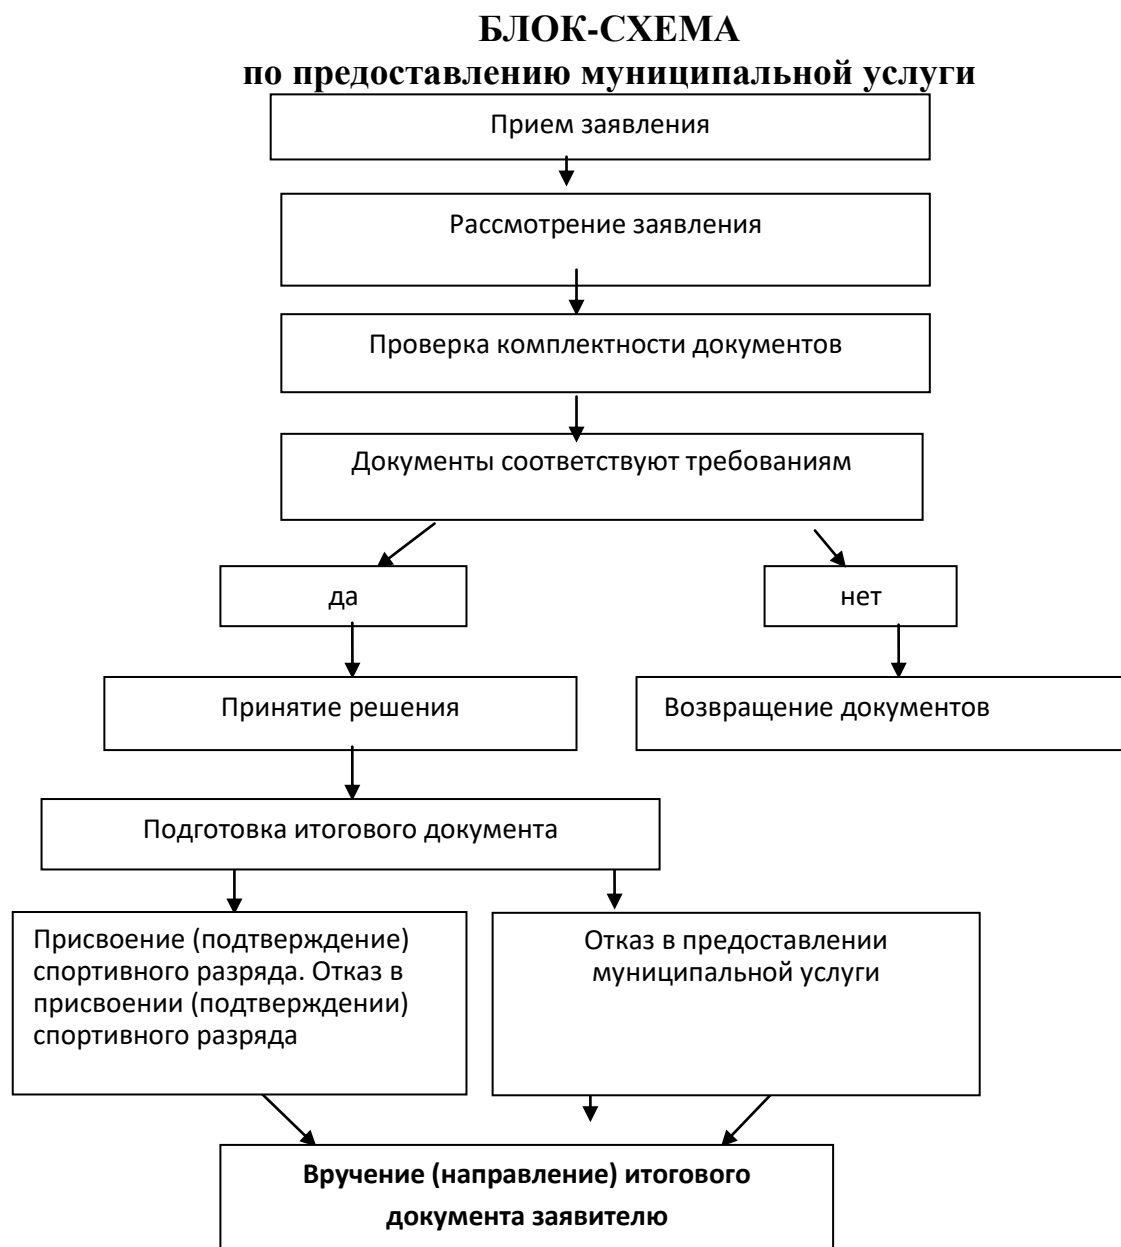 БЛОК-СХЕМА
по предоставлению муниципальной услуги
Прием заявления
Рассмотрение заявления
Проверка комплектности документов
Документы соответствуют требованиям
да
нет
Принятие решения
Возвращение документов
Подготовка итогового документа
Присвоение (подтверждение)
спортивного разряда. Отказ в
присвоении (подтверждении)
спортивного разряда
Отказ в предоставлении
муниципальной услуги
Вручение (направление) итогового
документа заявителю